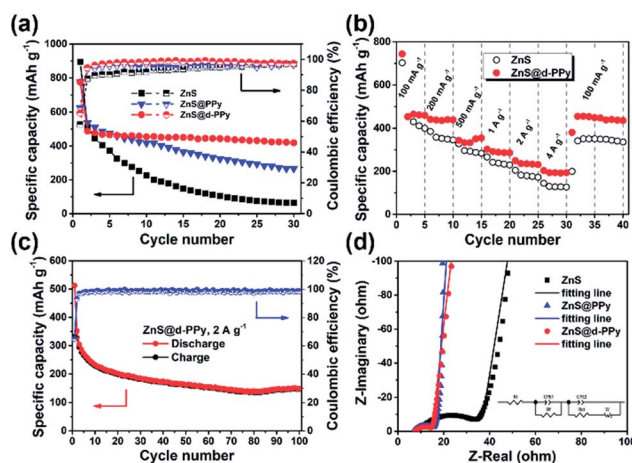 (a)
1000
900
800
700
600
500
400
300
200
100
0
Specific capacity (mAh g⁻¹)
ZnS
ZnS@PPy
ZnS@d-PPy
0 5 10 15 20 25 30
Cycle number
100
80
60
40
20
0
Coulombic efficiency (%)
(b)
800
600
400
200
0
Specific capacity (mAh g⁻¹)
ZnS
ZnS@d-PPy
100 mA g⁻¹
200 mA g⁻¹
500 mA g⁻¹
1 A g⁻¹
2 A g⁻¹
4 A g⁻¹
100 mA g⁻¹
0 5 10 15 20 25 30 35 40
Cycle number
(c)
600
500
400
300
200
100
0
Specific capacity (mAh g⁻¹)
ZnS@d-PPy, 2 A g⁻¹
Discharge
Charge
0 10 20 30 40 50 60 70 80 90 100
Cycle number
120
100
80
60
40
20
0
Coulombic efficiency (%)
(d)
-100
-80
-60
-40
-20
0
Z-Imaginary (ohm)
ZnS
fitting line
ZnS@PPy
fitting line
ZnS@d-PPy
fitting line
CPE1
CPE2
0 20 40 60 80 100
Z-Real (ohm)